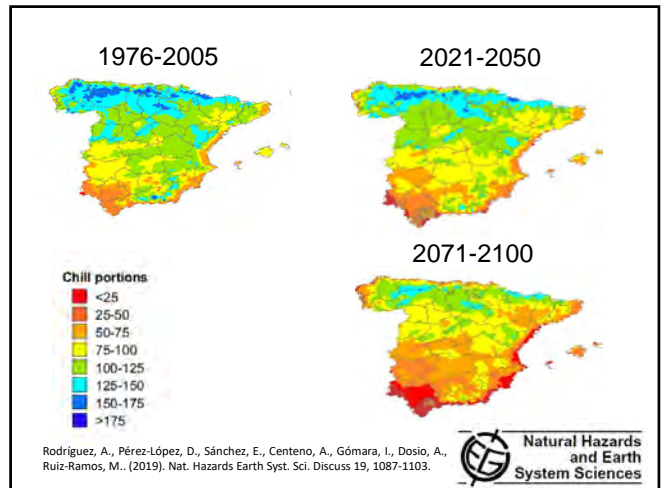 1976-2005
2021-2050
2071-2100
Chill portions
<25
25-50
50-75
75-100
100-125
125-150
150-175
>175
Rodríguez, A., Pérez-López, D., Sánchez, E., Centeno, A., Gómara, I., Dosio, A.,
Ruiz-Ramos, M.. (2019). Nat. Hazards Earth Syst. Sci. Discuss 19, 1087-1103.
Natural Hazards
and Earth
System Sciences